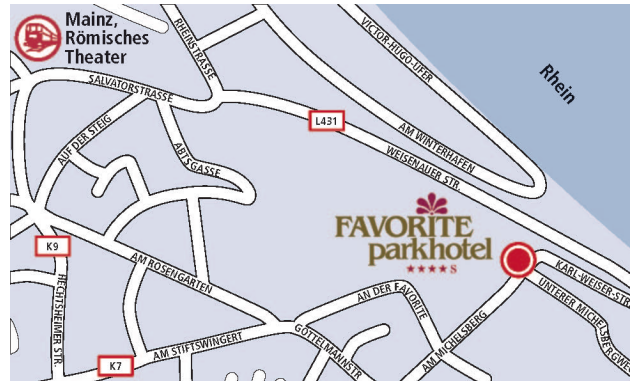 Mainz,
Römisches
Theater
RHEINSTRASSE
VICTOR-HUGO-UFER
Rhein
SALVATORSTRASSE
L431
AM WINTERHAFEN
AUF DER STEIG
ABTSGASSE
WEISENAUER STR.
FAVORITE
parkhotel
S
K9
AM ROSENGARTEN
KARL-WEISER-STR.
HECHTSHEIMER STR.
AN DER FAVORITE
UNTERER MICHELSBERGWEG
GÖTTELMANNSTR.
AM MICHELSBERG
AM STIFTSWINGERT
K7